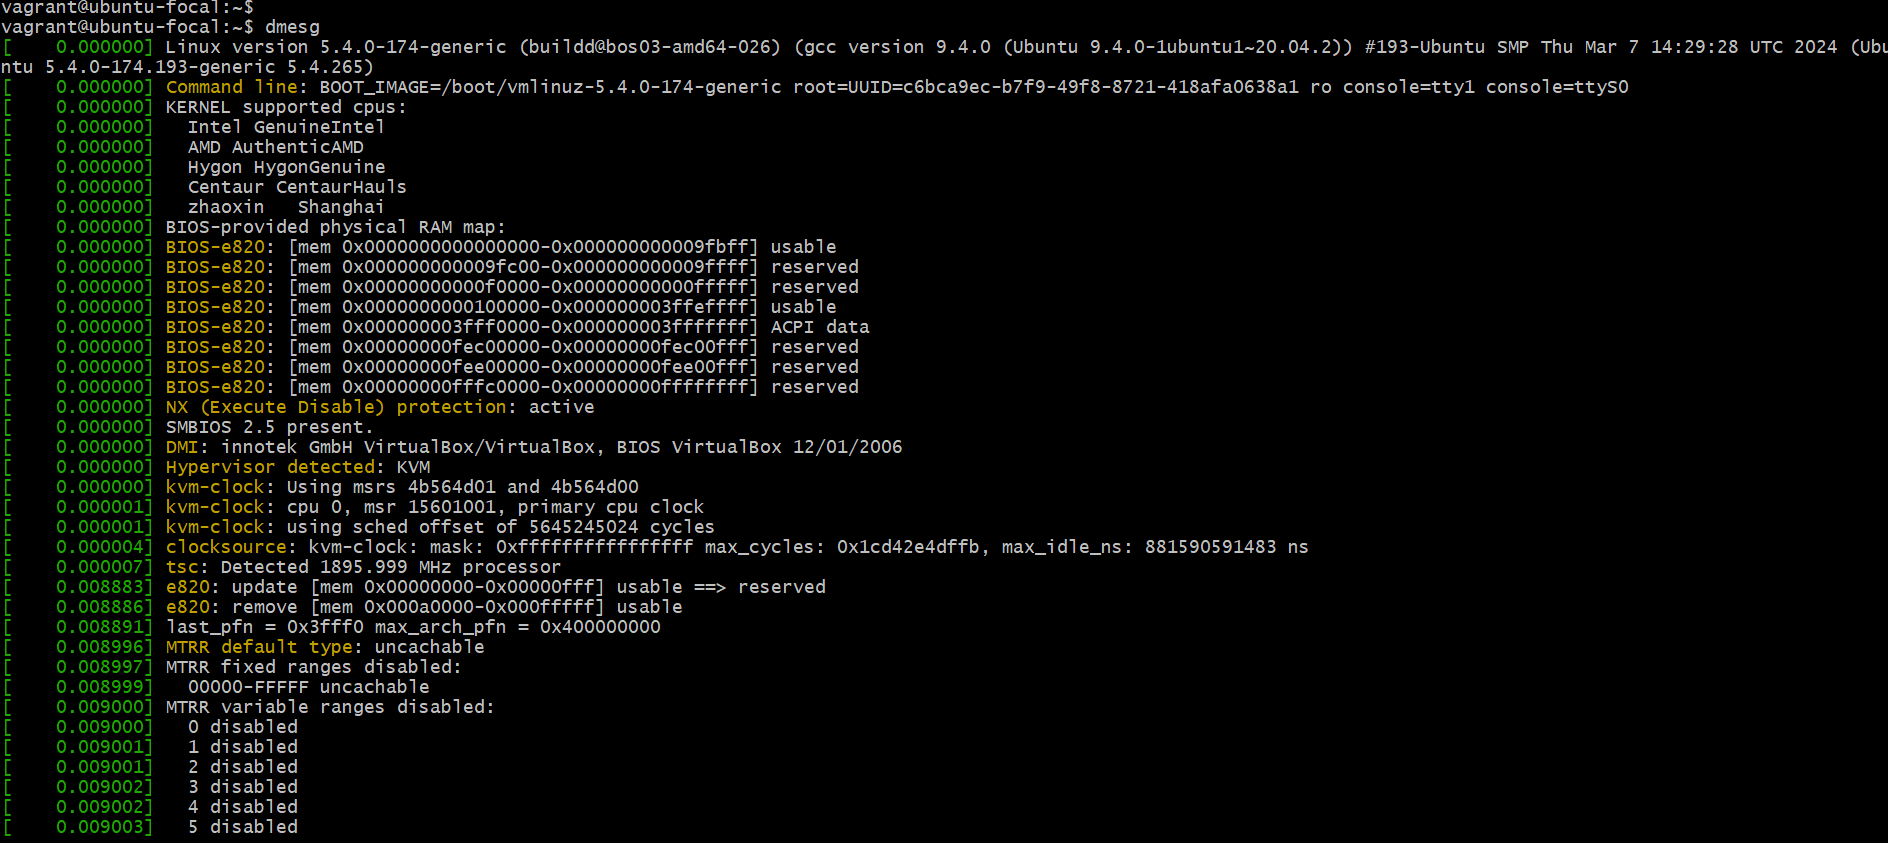 vagrant@ubuntu-focal:~$
vagrant@ubuntu-focal:~$ dmesg
[    0.000000] Linux version 5.4.0-174-generic (buildd@bos03-amd64-026) (gcc version 9.4.0 (Ubuntu 9.4.0-1ubuntu1~20.04.2)) #193-Ubuntu SMP Thu Mar 7 14:29:28 UTC 2024 (Ubu
ntu 5.4.0-174.193-generic 5.4.265)
[    0.000000] Command line: BOOT_IMAGE=/boot/vmlinuz-5.4.0-174-generic root=UUID=c6bca9ec-b7f9-49f8-8721-418afa0638a1 ro console=tty1 console=ttyS0
[    0.000000] KERNEL supported cpus:
[    0.000000]   Intel GenuineIntel
[    0.000000]   AMD AuthenticAMD
[    0.000000]   Hygon HygonGenuine
[    0.000000]   Centaur CentaurHauls
[    0.000000]   zhaoxin   Shanghai
[    0.000000] BIOS-provided physical RAM map:
[    0.000000] BIOS-e820: [mem 0x0000000000000000-0x000000000009fbff] usable
[    0.000000] BIOS-e820: [mem 0x000000000009fc00-0x000000000009ffff] reserved
[    0.000000] BIOS-e820: [mem 0x00000000000f0000-0x00000000000fffff] reserved
[    0.000000] BIOS-e820: [mem 0x0000000000100000-0x000000003ffeffff] usable
[    0.000000] BIOS-e820: [mem 0x000000003fff0000-0x000000003fffffff] ACPI data
[    0.000000] BIOS-e820: [mem 0x00000000fec00000-0x00000000fec00fff] reserved
[    0.000000] BIOS-e820: [mem 0x00000000fee00000-0x00000000fee00fff] reserved
[    0.000000] BIOS-e820: [mem 0x00000000fffc0000-0x00000000ffffffff] reserved
[    0.000000] NX (Execute Disable) protection: active
[    0.000000] SMBIOS 2.5 present.
[    0.000000] DMI: innotek GmbH VirtualBox/VirtualBox, BIOS VirtualBox 12/01/2006
[    0.000000] Hypervisor detected: KVM
[    0.000000] kvm-clock: Using msrs 4b564d01 and 4b564d00
[    0.000001] kvm-clock: cpu 0, msr 15601001, primary cpu clock
[    0.000001] kvm-clock: using sched offset of 5645245024 cycles
[    0.000004] clocksource: kvm-clock: mask: 0xffffffffffffffff max_cycles: 0x1cd42e4dffb, max_idle_ns: 881590591483 ns
[    0.000007] tsc: Detected 1895.999 MHz processor
[    0.008883] e820: update [mem 0x00000000-0x00000fff] usable ==> reserved
[    0.008886] e820: remove [mem 0x000a0000-0x000fffff] usable
[    0.008891] last_pfn = 0x3fff0 max_arch_pfn = 0x400000000
[    0.008996] MTRR default type: uncachable
[    0.008997] MTRR fixed ranges disabled:
[    0.008999]   00000-FFFFF uncachable
[    0.009000] MTRR variable ranges disabled:
[    0.009000]   0 disabled
[    0.009001]   1 disabled
[    0.009001]   2 disabled
[    0.009002]   3 disabled
[    0.009002]   4 disabled
[    0.009003]   5 disabled